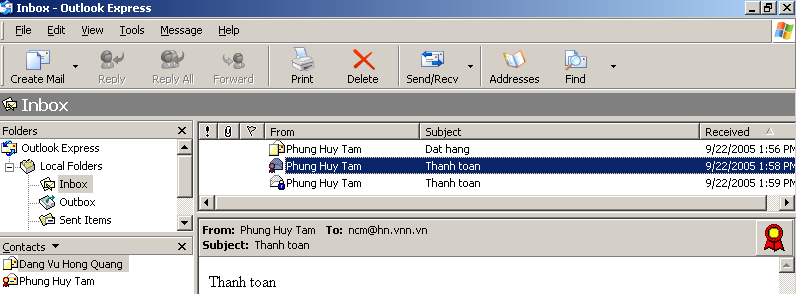 Inbox - Outlook Express
File Edit View Tools Message Help
Create Mail Reply Reply All Forward Print Delete Send/Recv Addresses Find
Inbox
Folders
Outlook Express
Local Folders
Inbox
Outbox
Sent Items
Contacts
Dang Vu Hong Quang
Phung Huy Tam
! From Subject Received
Phung Huy Tam Dat hang 9/22/2005 1:56 PM
Phung Huy Tam Thanh toan 9/22/2005 1:58 PM
Phung Huy Tam Thanh toan 9/22/2005 1:59 PM
From: Phung Huy Tam To: ncm@hn.vnn.vn
Subject: Thanh toan
Thanh toan